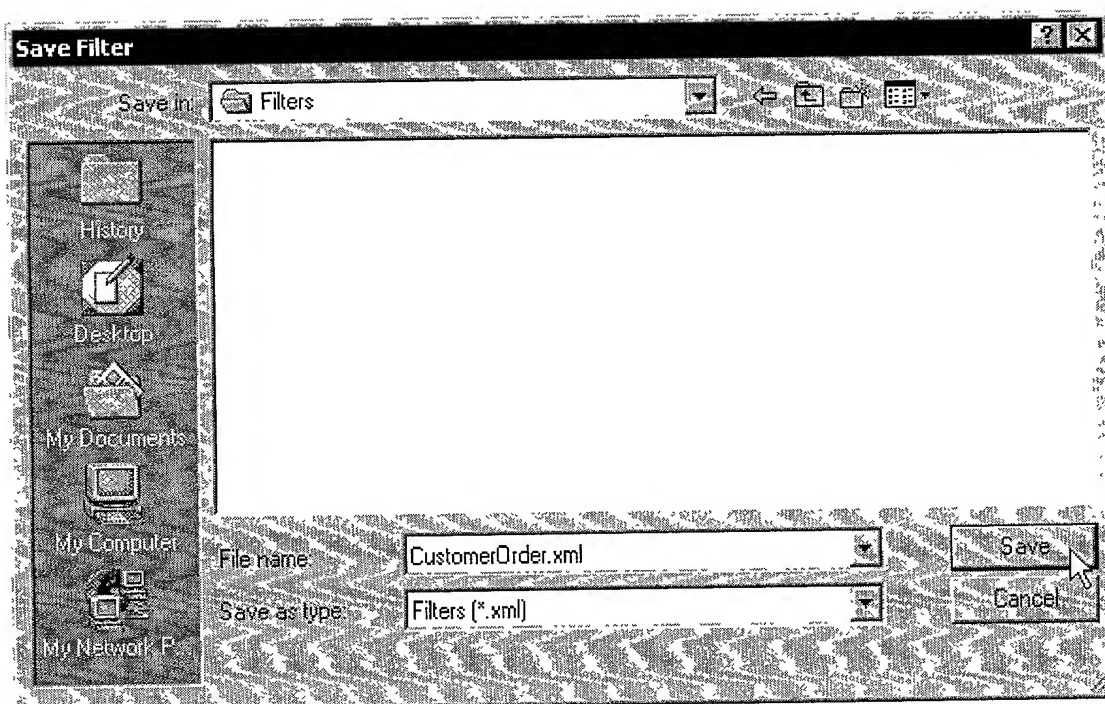 Save Filter
Save in: Filters
History
Desktop
My Documents
My Computer
My Network P...
File name: CustomerOrder.xml Save
Save as type: Filters (*.xml) Cancel